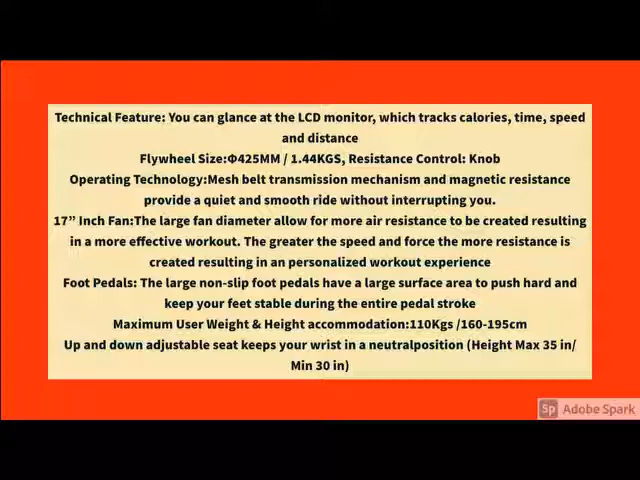 Technical Feature: You can glance at the LCD monitor, which tracks calories, time, speed
and distance
Flywheel Size:Φ425MM / 1.44KGS, Resistance Control: Knob
Operating Technology:Mesh belt transmission mechanism and magnetic resistance
provide a quiet and smooth ride without interrupting you.
17” Inch Fan:The large fan diameter allow for more air resistance to be created resulting
in a more effective workout. The greater the speed and force the more resistance is
created resulting in an personalized workout experience
Foot Pedals: The large non-slip foot pedals have a large surface area to push hard and
keep your feet stable during the entire pedal stroke
Maximum User Weight & Height accommodation:110Kgs /160-195cm
Up and down adjustable seat keeps your wrist in a neutralposition (Height Max 35 in/
Min 30 in)
Sp Adobe Spark